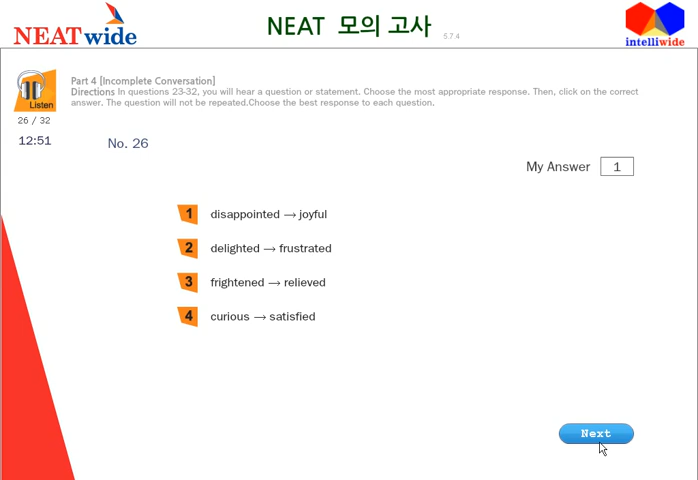 NEATwide
NEAT 모의 고사
5.7.4
intelliwide
Listen
Part 4 [Incomplete Conversation]
Directions In questions 23-32, you will hear a question or statement. Choose the most appropriate response. Then, click on the correct
answer. The question will not be repeated.Choose the best response to each question.
26 / 32
12:51
No. 26
My Answer 1
1 disappointed → joyful
2 delighted → frustrated
3 frightened → relieved
4 curious → satisfied
Next